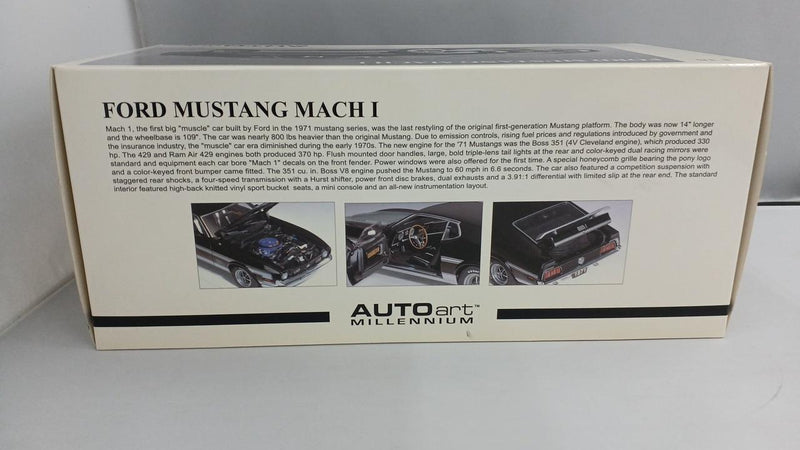 FORD MUSTANG MACH I
Mach 1, the first big "muscle" car built by Ford in the 1971 mustang series, was the last restyling of the original first-generation Mustang platform. The body was now 14" longer
and the wheelbase is 109". The car was nearly 800 lbs heavier than the original Mustang. Due to emission controls, rising fuel prices and regulations introduced by government and
the insurance industry, the "muscle" car era diminished during the early 1970s. The new engine for the '71 Mustangs was the Boss 351 (4V Cleveland engine), which produced 330
hp. The 429 and Ram Air 429 engines both produced 370 hp. Flush mounted door handles, large, bold triple-lens tail lights at the rear and color-keyed dual racing mirrors were
standard and equipment each car bore "Mach 1" decals on the front fender. Power windows were also offered for the first time. A special honeycomb grille bearing the pony logo
and a color-keyed front bumper came fitted. The 351 cu. in. Boss V8 engine pushed the Mustang to 60 mph in 6.6 seconds. The car also featured a competition suspension with
staggered rear shocks, a four-speed transmission with a Hurst shifter, power front disc brakes, dual exhausts and a 3.91:1 differential with limited slip at the rear end. The standard
interior featured high-back knitted vinyl sport bucket seats, a mini console and an all-new instrumentation layout.
AUTOart™
MILLENNIUM